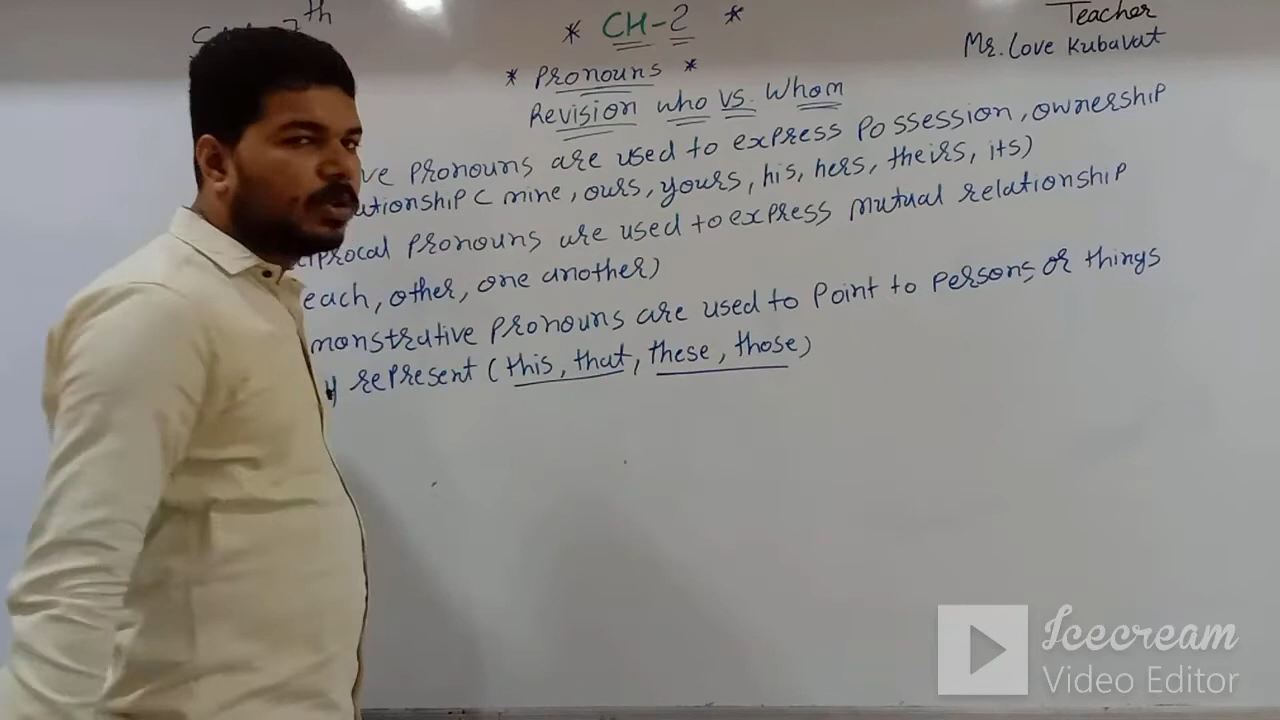 7th
* CH-2 *
Teacher
Mr. Love Kubavat
* Pronouns *
Revision who vs. Whom
ve pronouns are used to express possession, ownership
ationship ( mine, ours, yours, his, hers, theirs, its)
procal pronouns are used to express mutual relationship
each, other, one another)
monstrative pronouns are used to point to persons or things
y represent (this, that, these, those)
Icecream
Video Editor